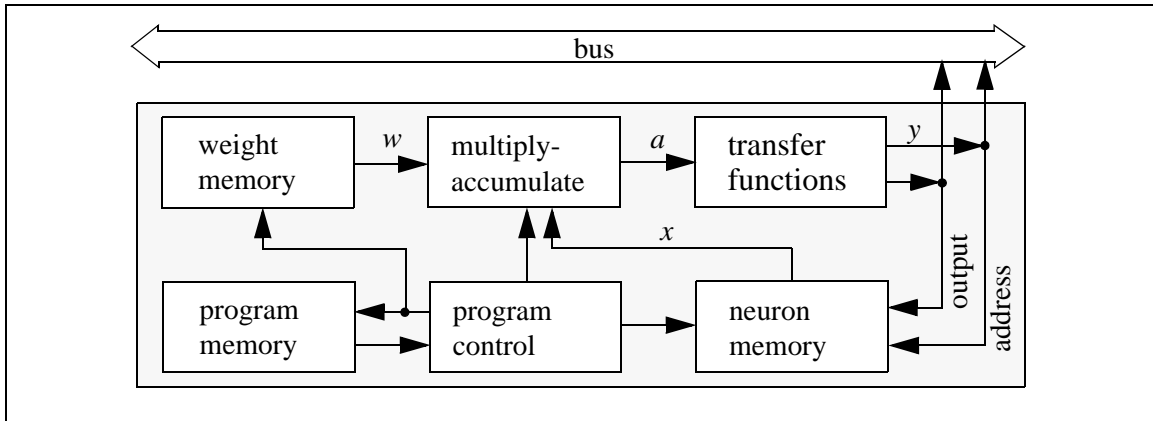 bus
weight
memory
w
multiply-
accumulate
a
transfer
functions
y
x
output
address
program
memory
program
control
neuron
memory